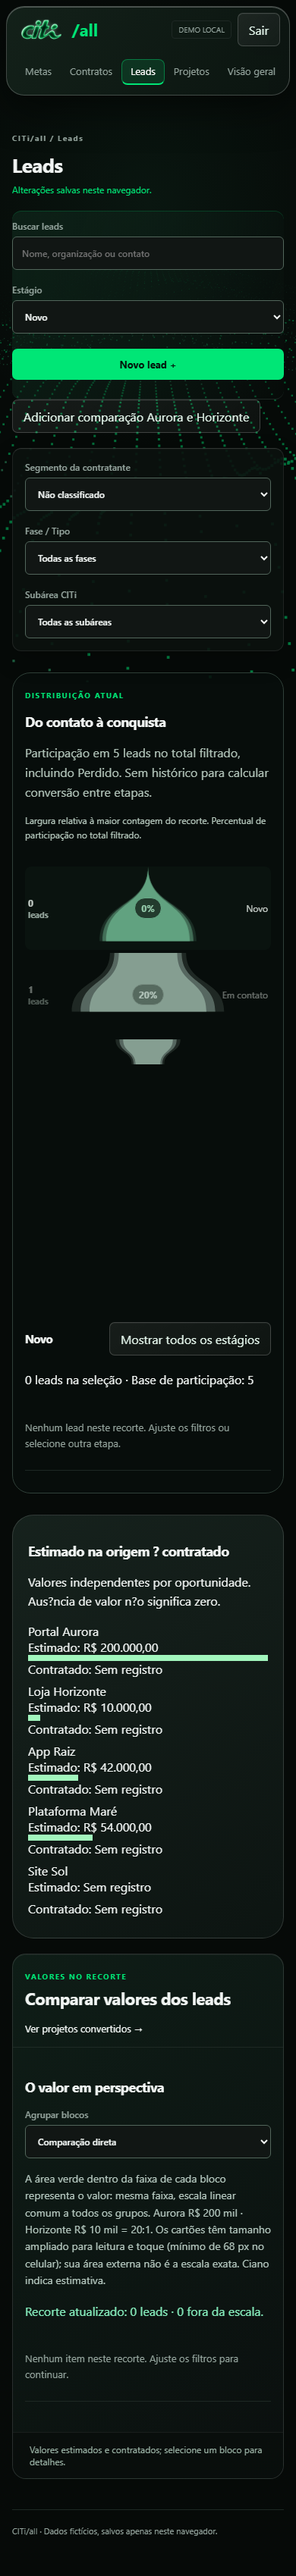 citi /all
DEMO LOCAL
Sair
Metas Contratos Leads Projetos Visão geral
CITi/all / Leads
Leads
Alterações salvas neste navegador.
Buscar leads
Nome, organização ou contato
Estágio
Novo
Novo lead +
Adicionar comparação Aurora e Horizonte
Segmento da contratante
Não classificado
Fase / Tipo
Todas as fases
Subárea CITi
Todas as subáreas
DISTRIBUIÇÃO ATUAL
Do contato à conquista
Participação em 5 leads no total filtrado,
incluindo Perdido. Sem histórico para calcular
conversão entre etapas.
Largura relativa à maior contagem do recorte. Percentual de
participação no total filtrado.
0
leads
0%
Novo
1
leads
20%
Em contato
Novo
Mostrar todos os estágios
0 leads na seleção · Base de participação: 5
Nenhum lead neste recorte. Ajuste os filtros ou
selecione outra etapa.
Estimado na origem ? contratado
Valores independentes por oportunidade.
Aus?ncia de valor n?o significa zero.
Portal Aurora
Estimado: R$ 200.000,00
Contratado: Sem registro
Loja Horizonte
Estimado: R$ 10.000,00
Contratado: Sem registro
App Raiz
Estimado: R$ 42.000,00
Contratado: Sem registro
Plataforma Maré
Estimado: R$ 54.000,00
Contratado: Sem registro
Site Sol
Estimado: Sem registro
Contratado: Sem registro
VALORES NO RECORTE
Comparar valores dos leads
Ver projetos convertidos →
O valor em perspectiva
Agrupar blocos
Comparação direta
A área verde dentro da faixa de cada bloco
representa o valor: mesma faixa, escala linear
comum a todos os grupos. Aurora R$ 200 mil ·
Horizonte R$ 10 mil = 20:1. Os cartões têm tamanho
ampliado para leitura e toque (mínimo de 68 px no
celular); sua área externa não é a escala exata. Ciano
indica estimativa.
Recorte atualizado: 0 leads · 0 fora da escala.
Nenhum item neste recorte. Ajuste os filtros para
continuar.
Valores estimados e contratados; selecione um bloco para
detalhes.
CITi/all · Dados fictícios, salvos apenas neste navegador.